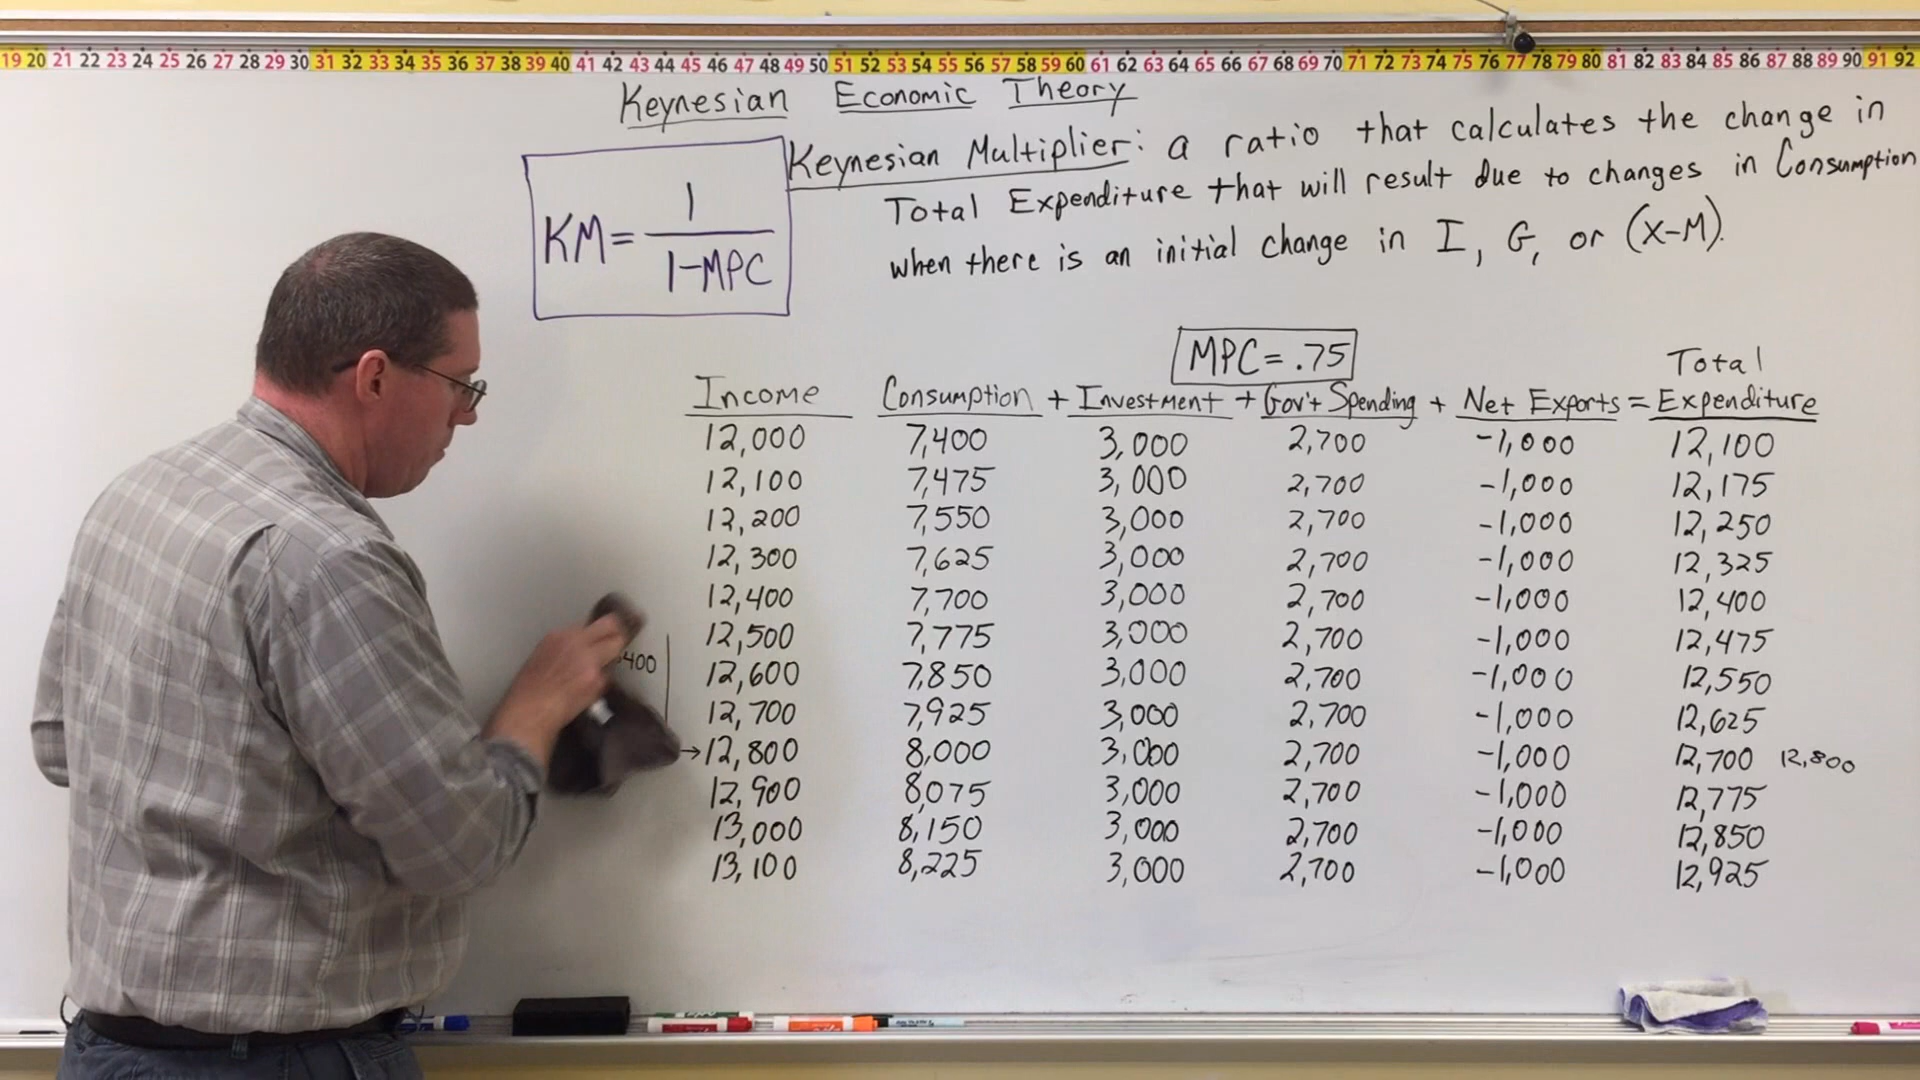 19 20 21 22 23 24 25 26 27 28 29 30 31 32 33 34 35 36 37 38 39 40 41 42 43 44 45 46 47 48 49 50 51 52 53 54 55 56 57 58 59 60 61 62 63 64 65 66 67 68 69 70 71 72 73 74 75 76 77 78 79 80 81 82 83 84 85 86 87 88 89 90 91 92
Keynesian Economic Theory
KM = 1 / 1-MPC
Keynesian Multiplier: a ratio that calculates the change in
Total Expenditure that will result due to changes in Consumption
when there is an initial change in I, G, or (X-M).
MPC = .75
Income Consumption + Investment + Gov't Spending + Net Exports = Total Expenditure
12,000 7,400 3,000 2,700 -1,000 12,100
12,100 7,475 3,000 2,700 -1,000 12,175
12,200 7,550 3,000 2,700 -1,000 12,250
12,300 7,625 3,000 2,700 -1,000 12,325
12,400 7,700 3,000 2,700 -1,000 12,400
12,500 7,775 3,000 2,700 -1,000 12,475
400 12,600 7,850 3,000 2,700 -1,000 12,550
12,700 7,925 3,000 2,700 -1,000 12,625
→12,800 8,000 3,000 2,700 -1,000 12,700 12,800
12,900 8,075 3,000 2,700 -1,000 12,775
13,000 8,150 3,000 2,700 -1,000 12,850
13,100 8,225 3,000 2,700 -1,000 12,925